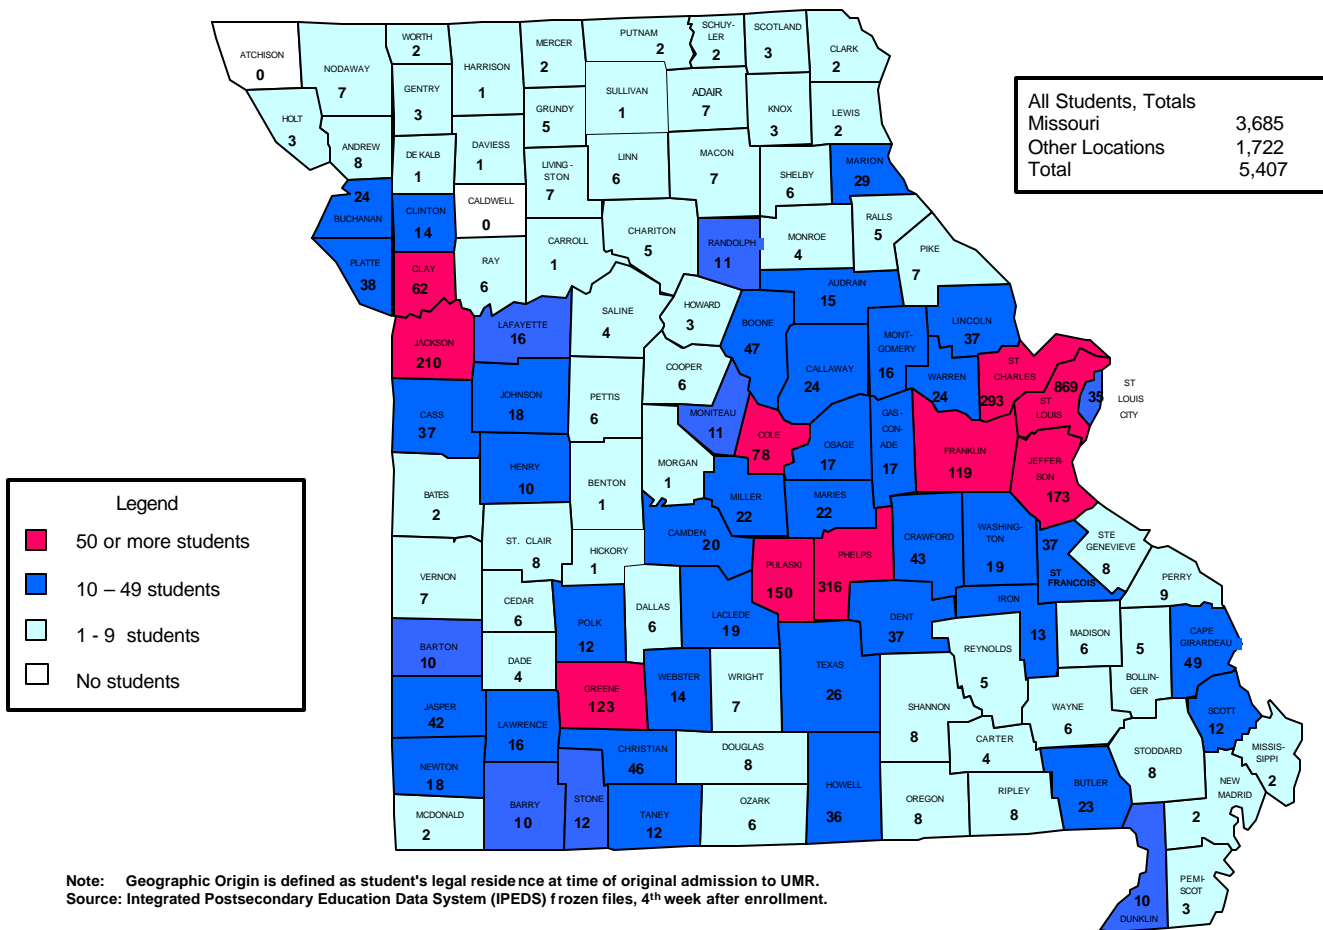 ATCHISON
0
NODAWAY
7
WORTH
2
HARRISON
1
MERCER
2
PUTNAM
2
SCHUY-
LER
2
SCOTLAND
3
CLARK
2
HOLT
3
ANDREW
8
GENTRY
3
DE KALB
1
DAVIESS
1
GRUNDY
5
SULLIVAN
1
ADAIR
7
KNOX
3
LEWIS
2
LIVING -
STON
7
LINN
6
MACON
7
SHELBY
6
MARION
29
24
BUCHANAN
CLINTON
14
CALDWELL
0
CARROLL
1
CHARITON
5
RANDOLPH
11
MONROE
4
RALLS
5
PIKE
7
PLATTE
38
CLAY
62
RAY
6
AUDRAIN
15
JACKSON
210
LAFAYETTE
16
SALINE
4
HOWARD
3
BOONE
47
CALLAWAY
24
MONT-
GOMERY
16
LINCOLN
37
WARREN
24
ST
CHARLES
293
869
ST
LOUIS
35
ST
LOUIS
CITY
CASS
37
JOHNSON
18
PETTIS
6
COOPER
6
MONITEAU
11
COLE
78
OSAGE
17
GAS-
CON-
ADE
17
FRANKLIN
119
JEFFER-
SON
173
BATES
2
HENRY
10
BENTON
1
MORGAN
1
MILLER
22
MARIES
22
CAMDEN
20
PULASKI
150
PHELPS
316
CRAWFORD
43
WASHING-
TON
19
37
ST
FRANCOIS
STE
GENEVIEVE
8
PERRY
9
VERNON
7
ST. CLAIR
8
HICKORY
1
CEDAR
6
POLK
12
DALLAS
6
LACLEDE
19
DENT
37
IRON
13
REYNOLDS
5
MADISON
6
5
BOLLIN-
GER
CAPE
GIRARDEAU
49
BARTON
10
DADE
4
GREENE
123
WEBSTER
14
WRIGHT
7
TEXAS
26
SHANNON
8
CARTER
4
WAYNE
6
STODDARD
8
SCOTT
12
MISSIS-
SIPPI
2
JASPER
42
LAWRENCE
16
CHRISTIAN
46
DOUGLAS
8
HOWELL
36
OREGON
8
RIPLEY
8
BUTLER
23
NEW
MADRID
2
NEWTON
18
MCDONALD
2
BARRY
10
STONE
12
TANEY
12
OZARK
6
10
DUNKLIN
PEMI-
SCOT
3
All Students, Totals
Missouri 3,685
Other Locations 1,722
Total 5,407
Legend
50 or more students
10 – 49 students
1 - 9 students
No students
Note: Geographic Origin is defined as student's legal residence at time of original admission to UMR.
Source: Integrated Postsecondary Education Data System (IPEDS) frozen files, 4th week after enrollment.